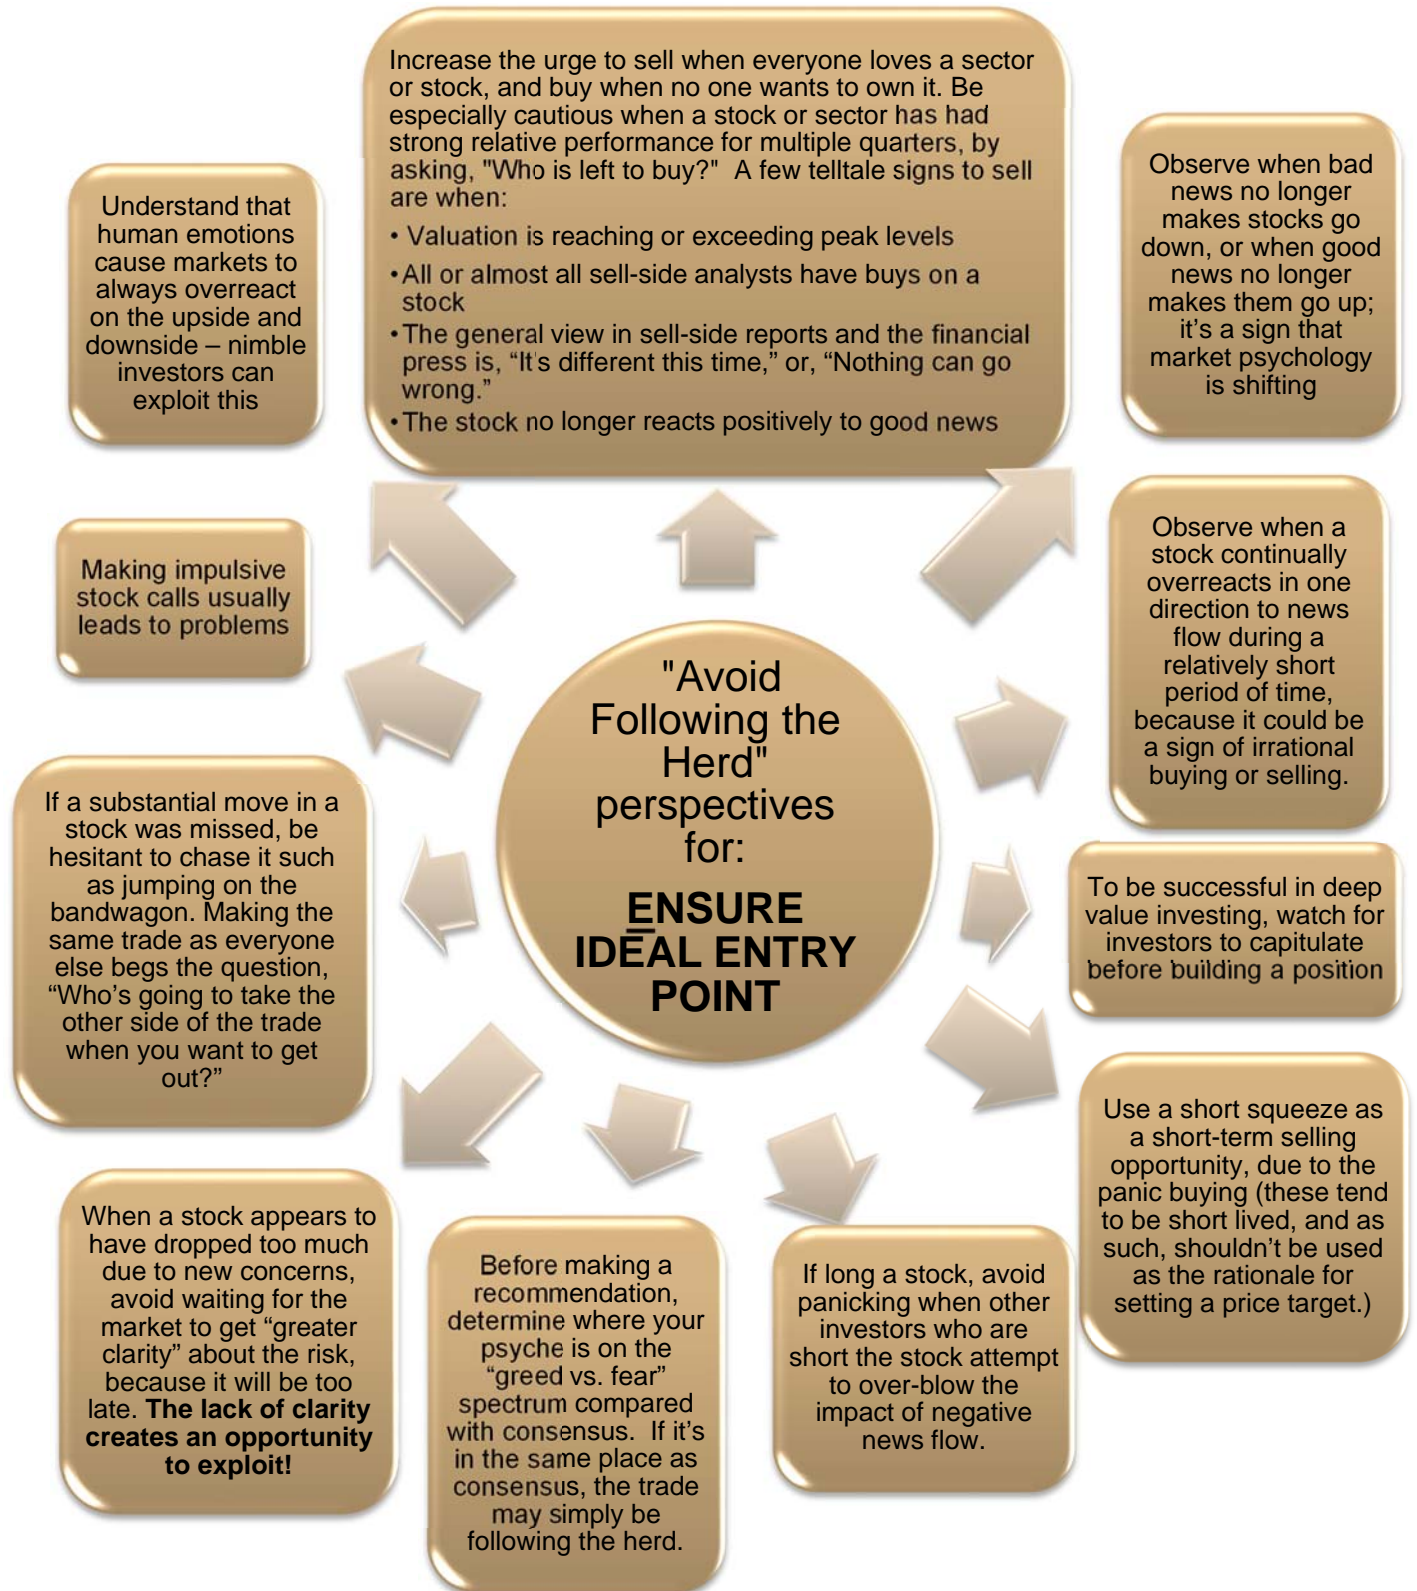 Increase the urge to sell when everyone loves a sector
or stock, and buy when no one wants to own it. Be
especially cautious when a stock or sector has had
strong relative performance for multiple quarters, by
asking, "Who is left to buy?"  A few telltale signs to sell
are when:
• Valuation is reaching or exceeding peak levels
• All or almost all sell-side analysts have buys on a
stock
• The general view in sell-side reports and the financial
press is, “It's different this time,” or, “Nothing can go
wrong.”
• The stock no longer reacts positively to good news
Observe when bad
news no longer
makes stocks go
down, or when good
news no longer
makes them go up;
it’s a sign that
market psychology
is shifting
Observe when a
stock continually
overreacts in one
direction to news
flow during a
relatively short
period of time,
because it could be
a sign of irrational
buying or selling.
To be successful in deep
value investing, watch for
investors to capitulate
before building a position
Use a short squeeze as
a short-term selling
opportunity, due to the
panic buying (these tend
to be short lived, and as
such, shouldn’t be used
as the rationale for
setting a price target.)
If long a stock, avoid
panicking when other
investors who are
short the stock attempt
to over-blow the
impact of negative
news flow.
Before making a
recommendation,
determine where your
psyche is on the
“greed vs. fear”
spectrum compared
with consensus.  If it’s
in the same place as
consensus, the trade
may simply be
following the herd.
When a stock appears to
have dropped too much
due to new concerns,
avoid waiting for the
market to get “greater
clarity” about the risk,
because it will be too
late. The lack of clarity
creates an opportunity
to exploit!
If a substantial move in a
stock was missed, be
hesitant to chase it such
as jumping on the
bandwagon. Making the
same trade as everyone
else begs the question,
“Who’s going to take the
other side of the trade
when you want to get
out?”
Making impulsive
stock calls usually
leads to problems
Understand that
human emotions
cause markets to
always overreact
on the upside and
downside – nimble
investors can
exploit this
"Avoid
Following the
Herd"
perspectives
for:
ENSURE
IDEAL ENTRY
POINT